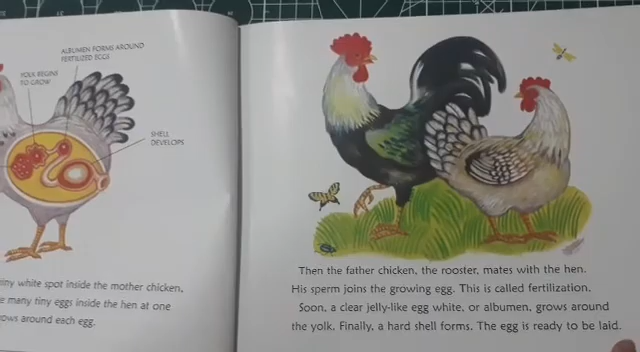 ALBUMEN FORMS AROUND
FERTILIZED EGGS
YOLK BEGINS
TO GROW
SHELL
DEVELOPS
tiny white spot inside the mother chicken,
e many tiny eggs inside the hen at one
ows around each egg.
Then the father chicken, the rooster, mates with the hen.
His sperm joins the growing egg. This is called fertilization.
Soon, a clear jelly-like egg white, or albumen, grows around
the yolk. Finally, a hard shell forms. The egg is ready to be laid.